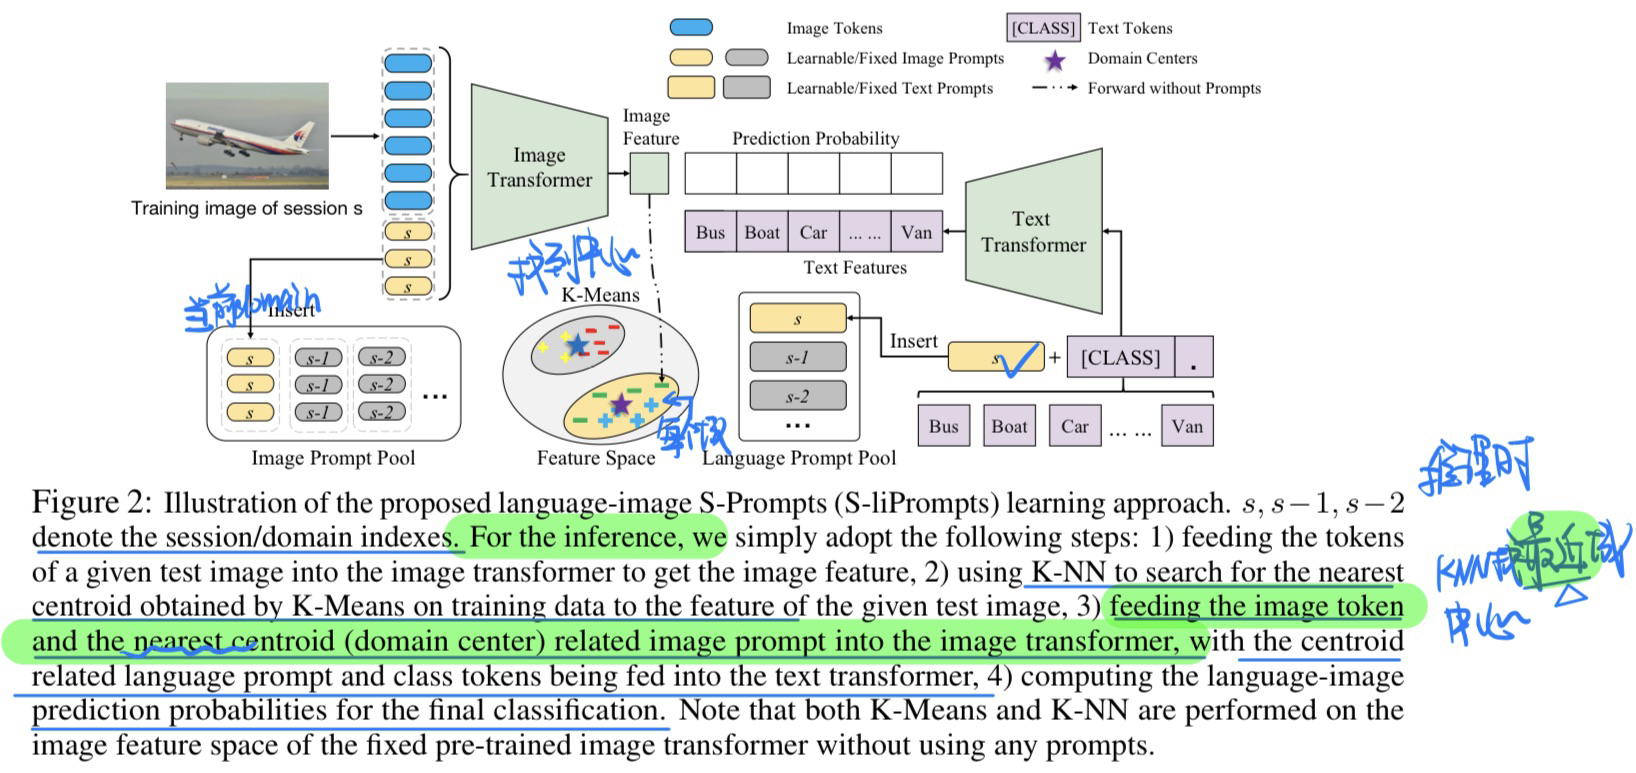 Image Tokens
[CLASS] Text Tokens
Learnable/Fixed Image Prompts
Domain Centers
Learnable/Fixed Text Prompts
Forward without Prompts
Training image of session s
s
s
s
Image
Transformer
Image
Feature
Prediction Probability
Bus Boat Car ... ... Van
Text Features
Text
Transformer
当前domain
Insert
s s-1 s-2
s s-1 s-2
s s-1 s-2
...
Image Prompt Pool
找到中心
K-Means
Feature Space
s
s-1
s-2
...
Language Prompt Pool
Insert
s + [CLASS] .
Bus Boat Car ... ... Van
Figure 2: Illustration of the proposed language-image S-Prompts (S-liPrompts) learning approach. s, s−1, s−2
denote the session/domain indexes. For the inference, we simply adopt the following steps: 1) feeding the tokens
of a given test image into the image transformer to get the image feature, 2) using K-NN to search for the nearest
centroid obtained by K-Means on training data to the feature of the given test image, 3) feeding the image token
and the nearest centroid (domain center) related image prompt into the image transformer, with the centroid
related language prompt and class tokens being fed into the text transformer, 4) computing the language-image
prediction probabilities for the final classification. Note that both K-Means and K-NN are performed on the
image feature space of the fixed pre-trained image transformer without using any prompts.
推理时
KNN找最近域
中心